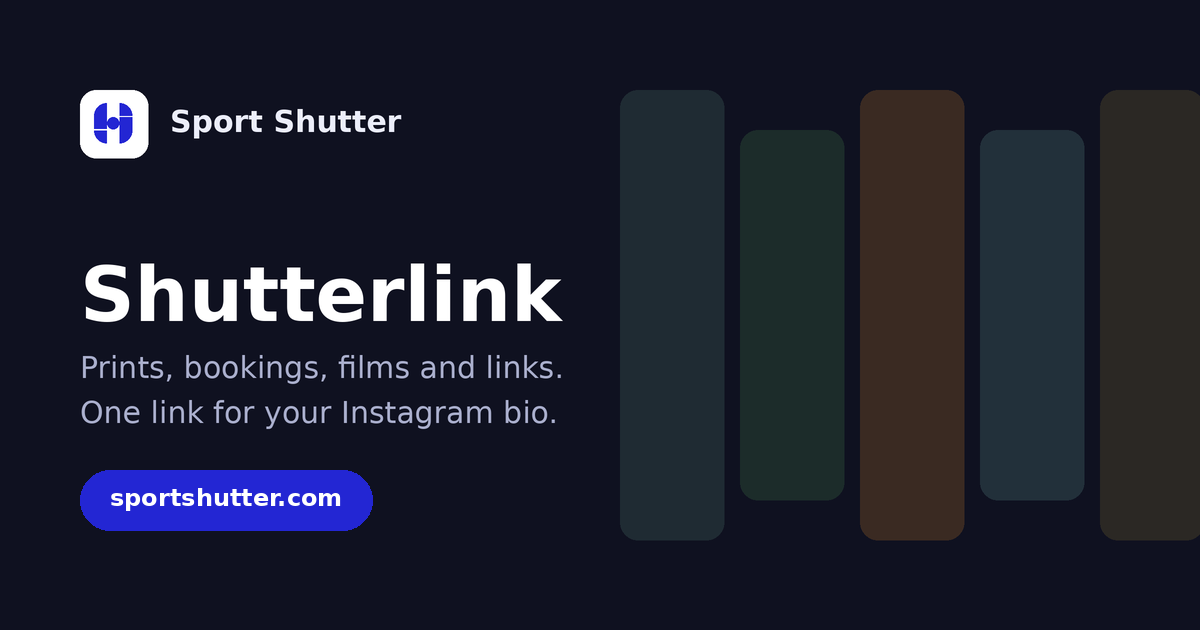 Sport Shutter
Shutterlink
Prints, bookings, films and links.
One link for your Instagram bio.
sportshutter.com